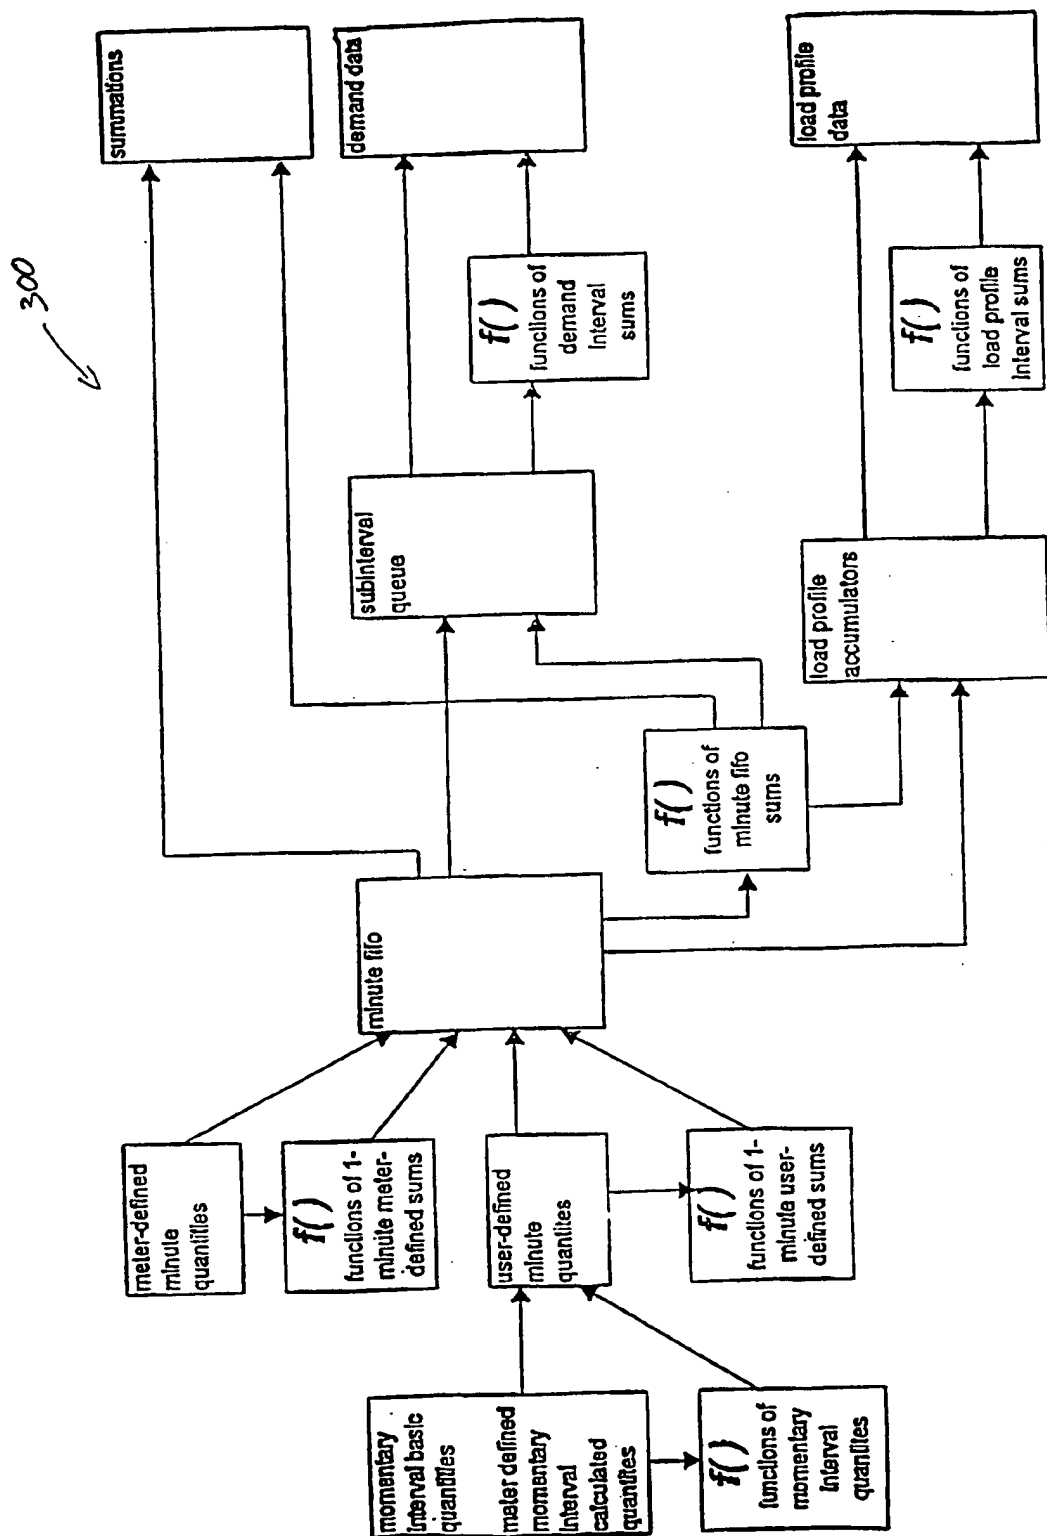 300
momentary
Interval basic
quantities
meter defined
momentary
Interval
calculated
quantites
f()
functions of
momentary
Interval
quantites
meter-defined
minute
quantities
f()
functions of 1-
minute meter-
defined sums
user-defined
minute
quantites
f()
functions of 1-
minute user-
defined sums
minute fifo
f()
functions of
minute fifo
sums
subinterval
queue
load profile
accumulators
f()
functions of
demand
Interval
sums
f()
functions of
load profile
Interval sums
summations
demand data
load profile
data